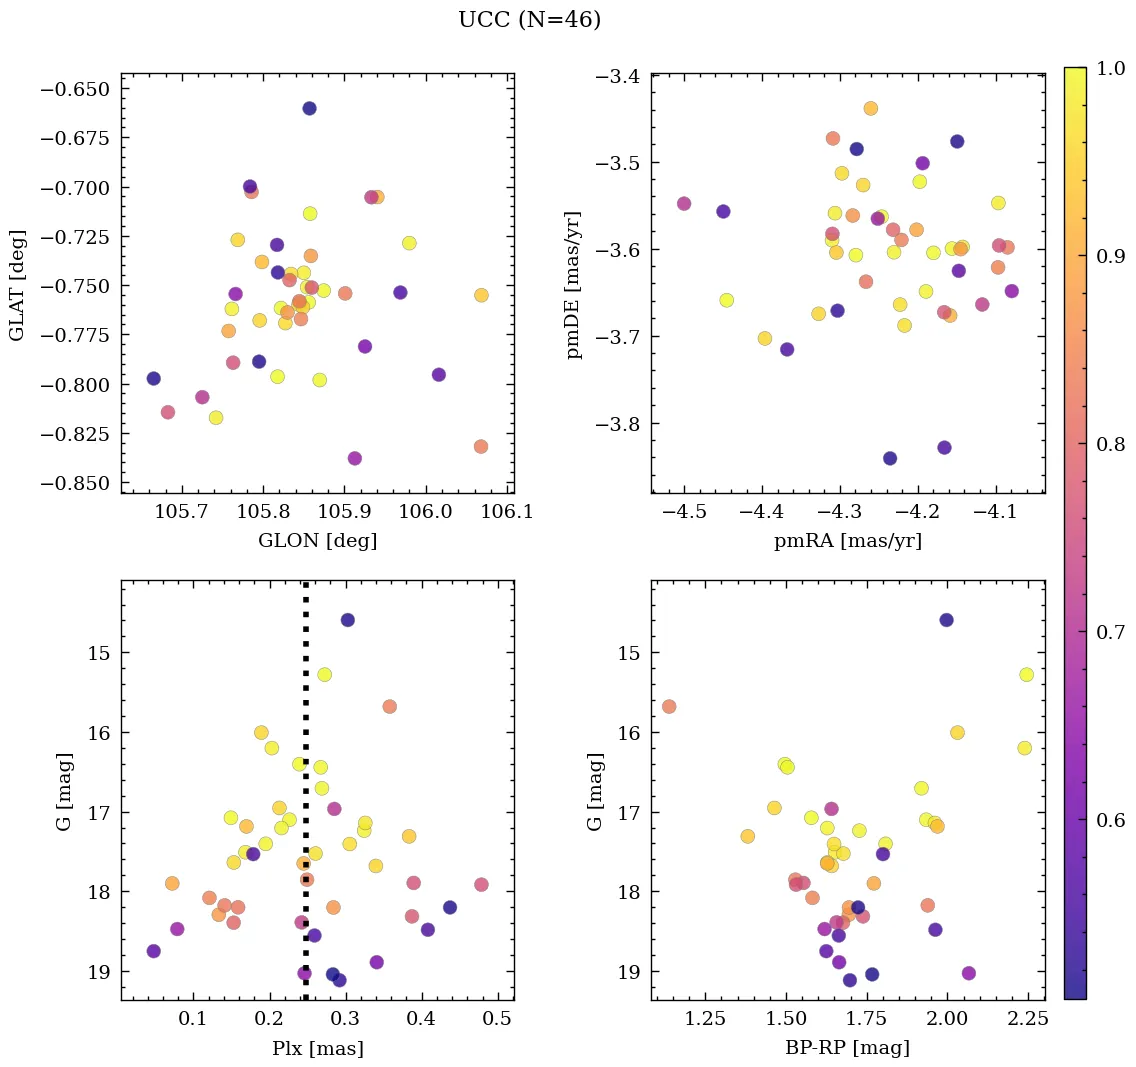 UCC (N=46)
−0.650
−0.675
−0.700
−0.725
−0.750
−0.775
−0.800
−0.825
−0.850
GLAT [deg]
105.7 105.8 105.9 106.0 106.1
GLON [deg]
−3.4
−3.5
−3.6
−3.7
−3.8
pmDE [mas/yr]
−4.5 −4.4 −4.3 −4.2 −4.1
pmRA [mas/yr]
15
16
17
18
19
G [mag]
0.1 0.2 0.3 0.4 0.5
Plx [mas]
15
16
17
18
19
G [mag]
1.25 1.50 1.75 2.00 2.25
BP-RP [mag]
1.0
0.9
0.8
0.7
0.6